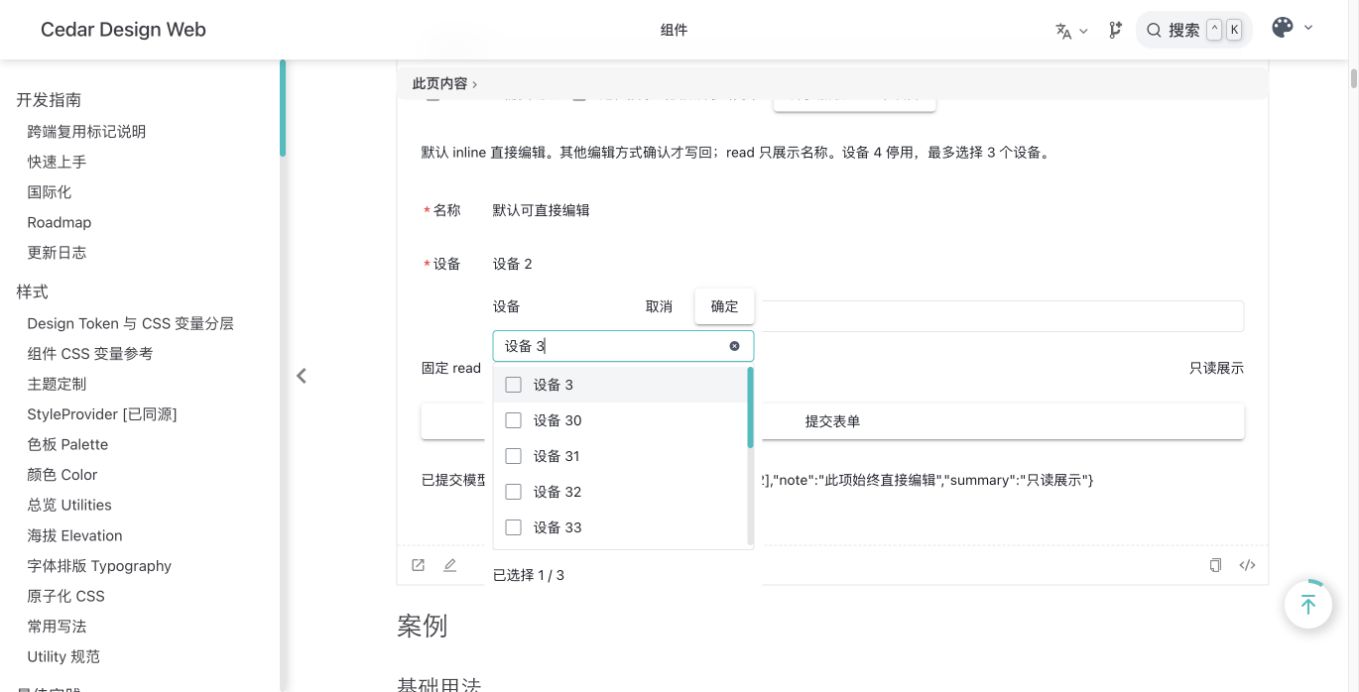 Cedar Design Web
组件
搜索 ^ K
此页内容 ›
开发指南
跨端复用标记说明
快速上手
国际化
Roadmap
更新日志
样式
Design Token 与 CSS 变量分层
组件 CSS 变量参考
主题定制
StyleProvider [已同源]
色板 Palette
颜色 Color
总览 Utilities
海拔 Elevation
字体排版 Typography
原子化 CSS
常用写法
Utility 规范
默认 inline 直接编辑。其他编辑方式确认才写回；read 只展示名称。设备 4 停用，最多选择 3 个设备。
* 名称 默认可直接编辑
* 设备 设备 2
设备 取消 确定
设备 3
固定 read 只读展示
设备 3
设备 30
提交表单
设备 31
已提交模型 2],"note":"此项始终直接编辑","summary":"只读展示"}
设备 32
设备 33
已选择 1 / 3
案例
基础用法